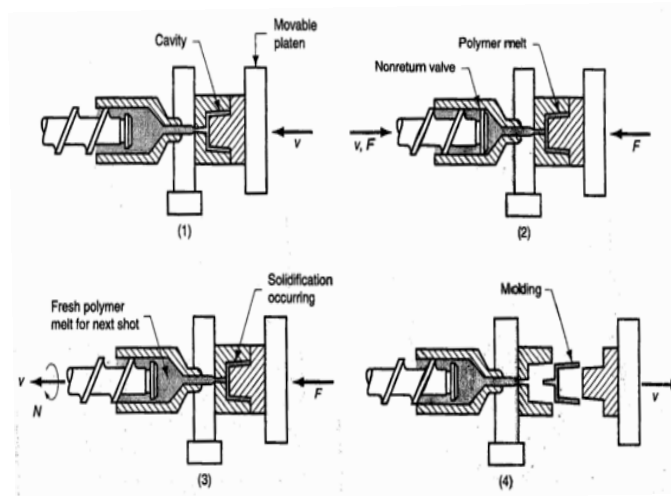 Movable
platen
Cavity
v
(1)
Polymer melt
Nonreturn valve
v, F
F
(2)
Solidification
occurring
Fresh polymer
melt for next shot
v
N
F
(3)
Molding
v
(4)